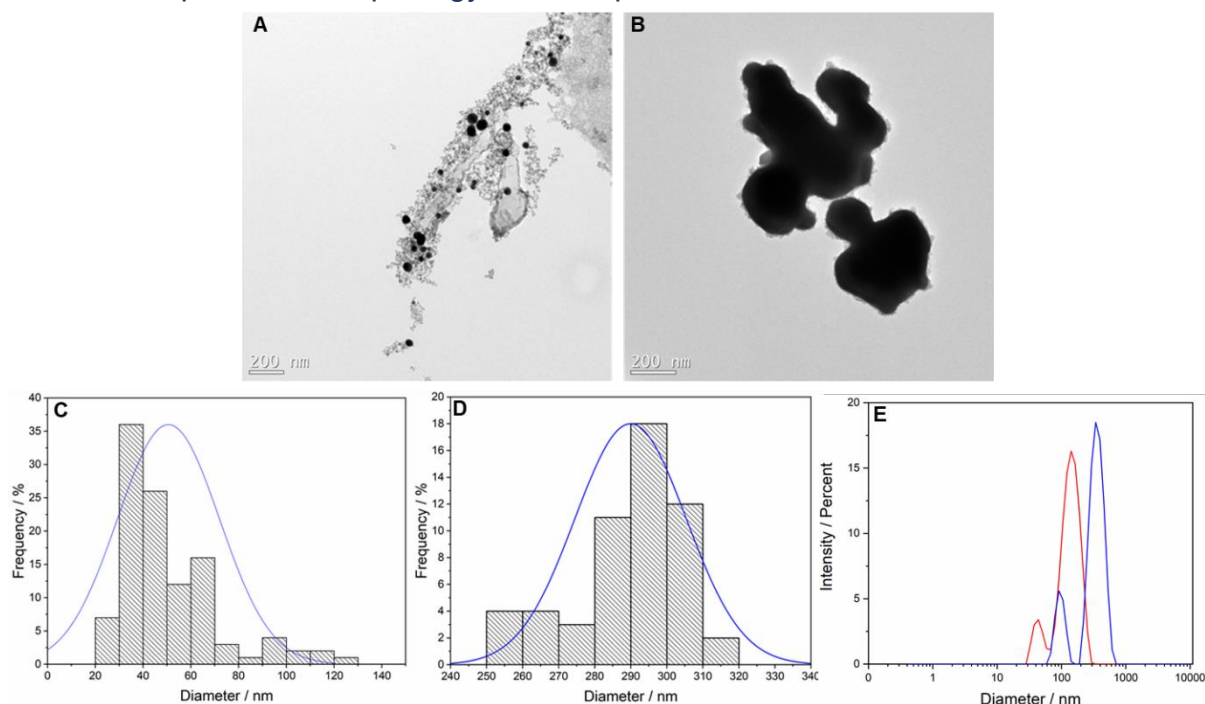 A
B
200 nm
200 nm
C
40
35
30
25
20
15
10
5
0
Frequency / %
0 20 40 60 80 100 120 140
Diameter / nm
D
20
18
16
14
12
10
8
6
4
2
0
Frequency / %
240 250 260 270 280 290 300 310 320 330 340
Diameter / nm
E
20
15
10
5
0
Intensity / Percent
0 1 10 100 1000 10000
Diameter / nm